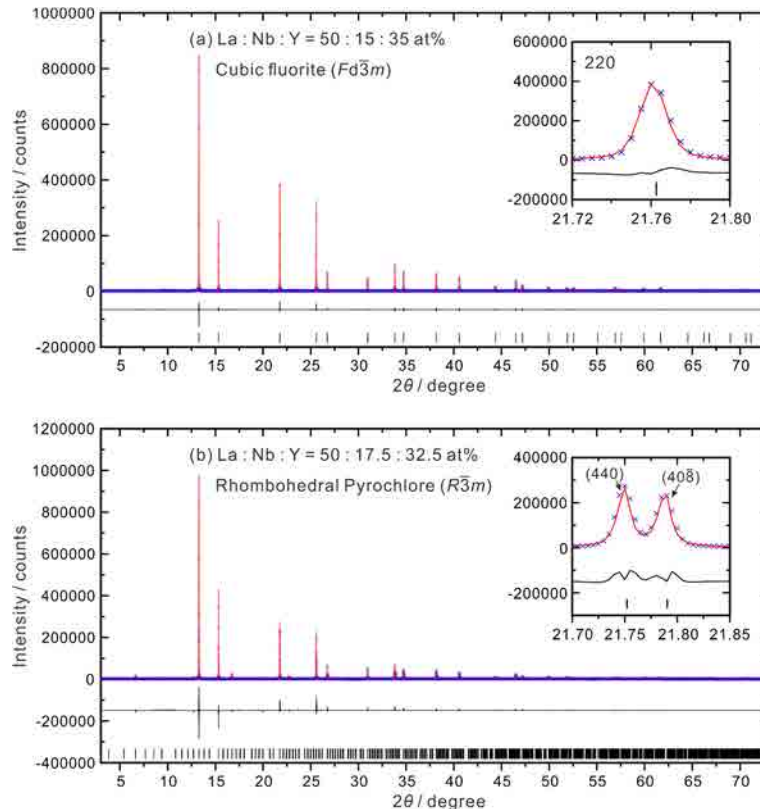 (a) La : Nb : Y = 50 : 15 : 35 at%
Cubic fluorite (Fd3̅m)
1000000
800000
600000
400000
200000
0
-200000
Intensity / counts
5 10 15 20 25 30 35 40 45 50 55 60 65 70
2θ / degree
220
600000
400000
200000
0
-200000
21.72 21.76 21.80
(b) La : Nb : Y = 50 : 17.5 : 32.5 at%
Rhombohedral Pyrochlore (R3̅m)
1200000
1000000
800000
600000
400000
200000
0
-200000
-400000
Intensity / counts
5 10 15 20 25 30 35 40 45 50 55 60 65 70
2θ / degree
(440) (408̅)
400000
200000
0
-200000
21.70 21.75 21.80 21.85